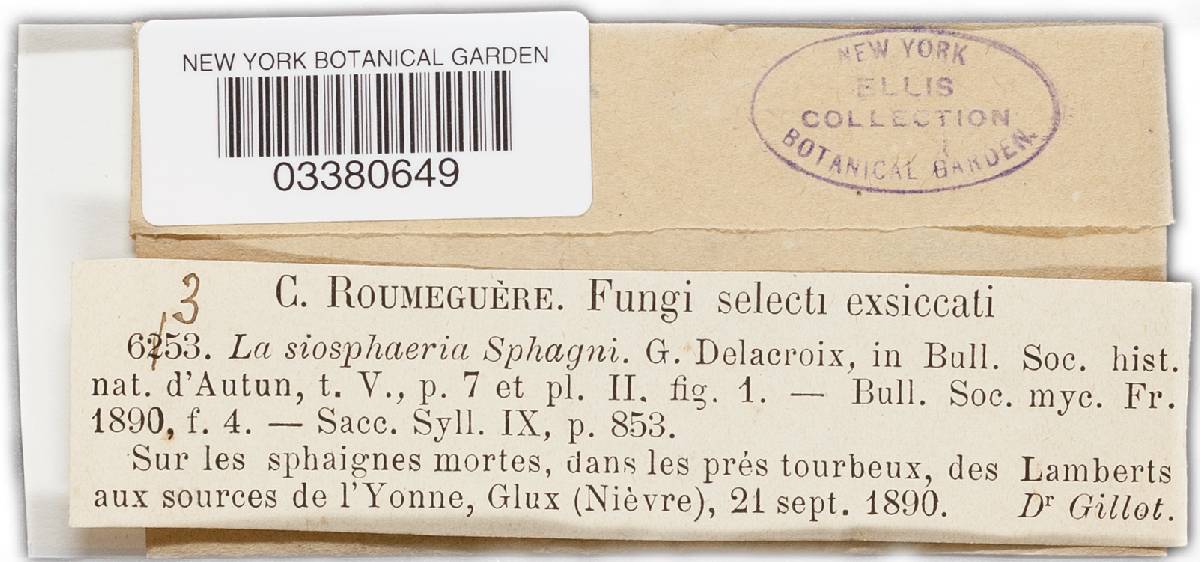 NEW YORK BOTANICAL GARDEN
03380649
NEW YORK
ELLIS
COLLECTION
BOTANICAL GARDEN.
3
C. ROUMEGUÈRE. Fungi selecti exsiccati
6253. La siosphaeria Sphagni. G. Delacroix, in Bull. Soc. hist.
nat. d'Autun, t. V., p. 7 et pl. II. fig. 1. — Bull. Soc. myc. Fr.
1890, f. 4. — Sacc. Syll. IX, p. 853.
Sur les sphaignes mortes, dans les prés tourbeux, des Lamberts
aux sources de l'Yonne, Glux (Nièvre), 21 sept. 1890. Dr Gillot.